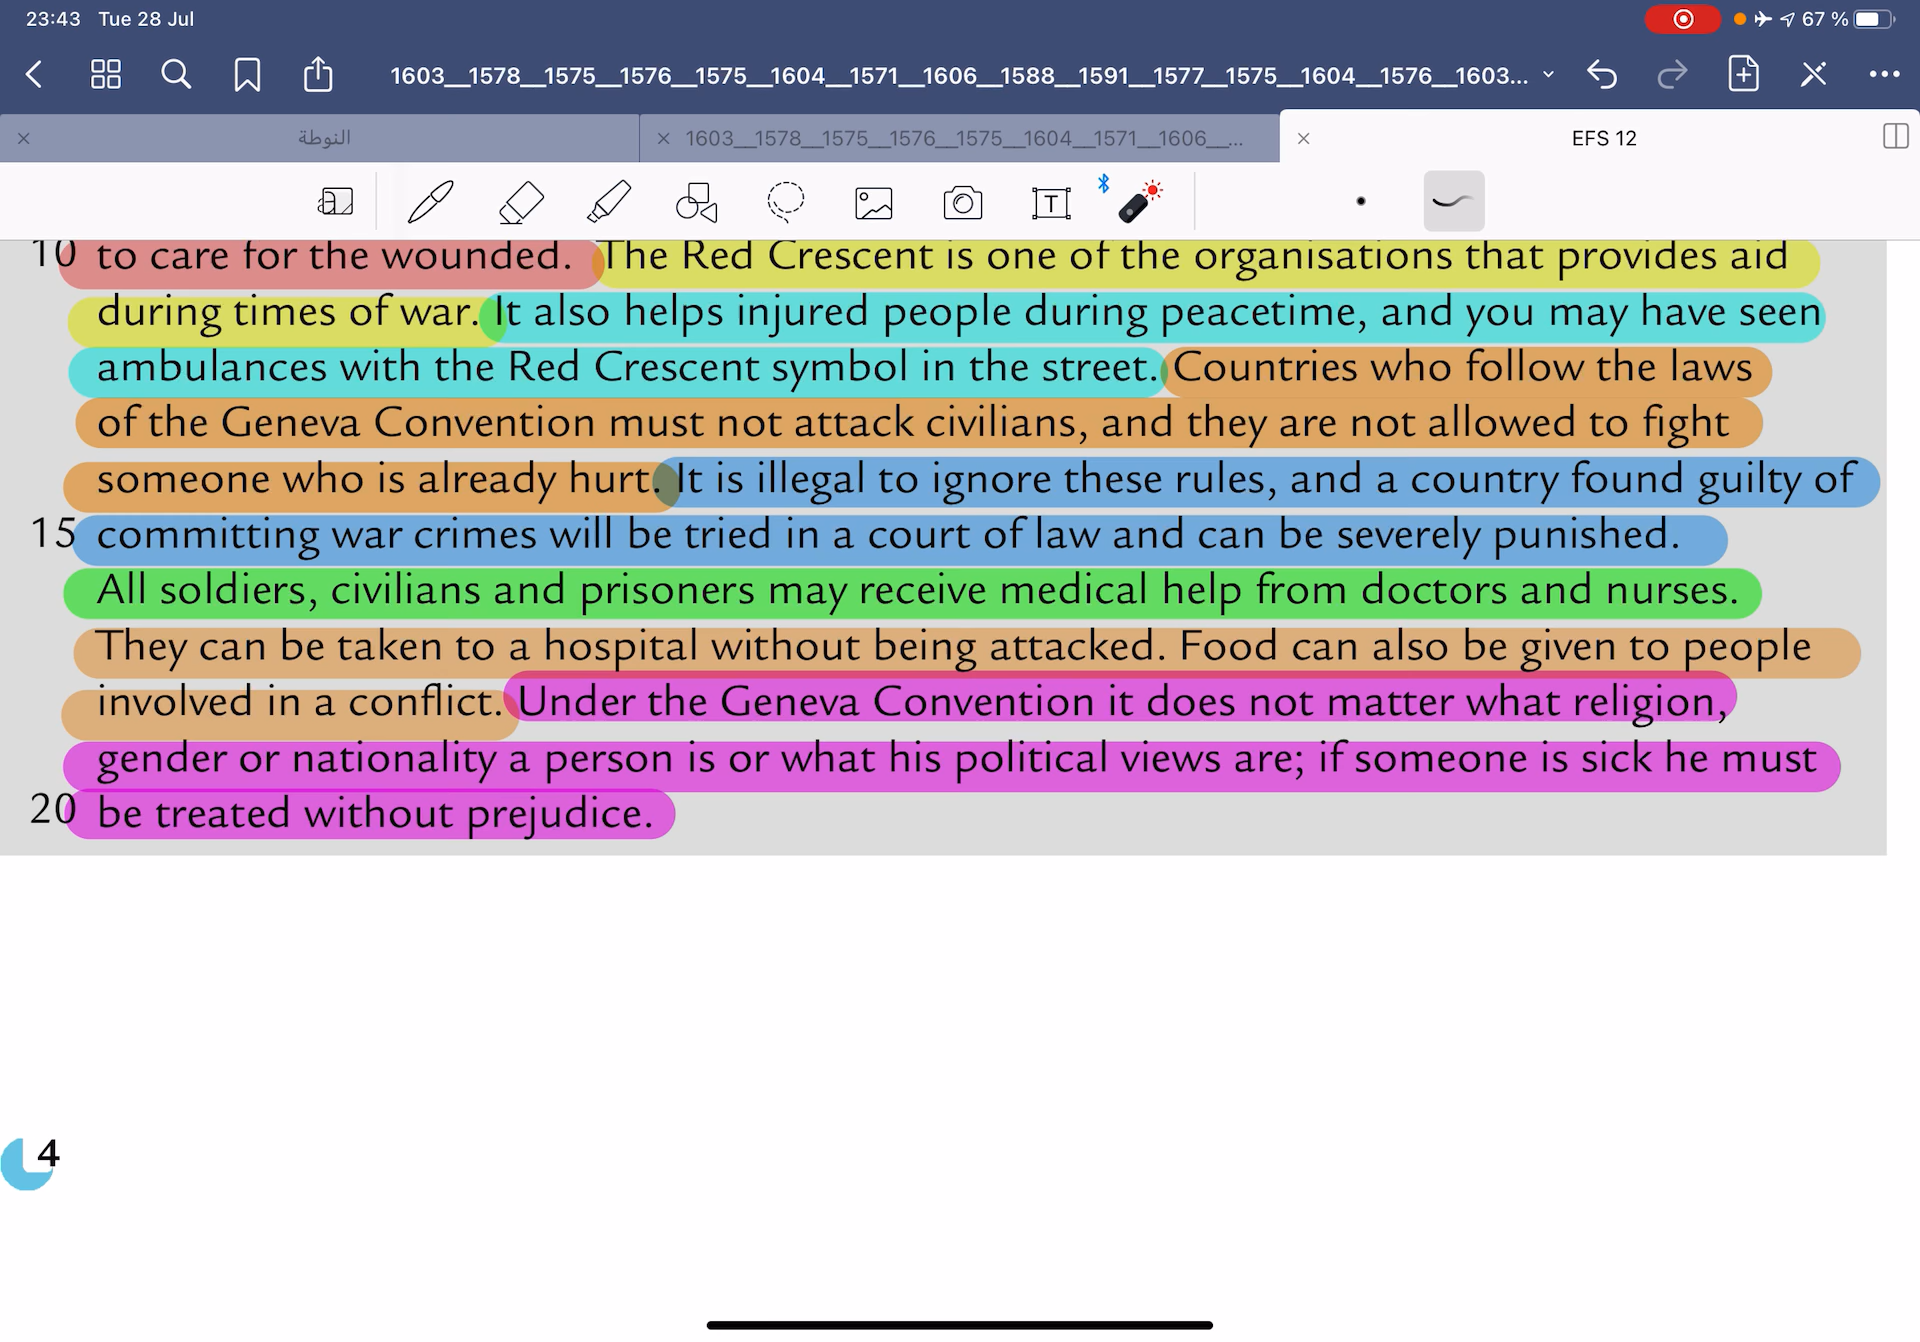 23:43 Tue 28 Jul
67 %
1603__1578__1575__1576__1575__1604__1571__1606__1588__1591__1577__1575__1604__1576__1603...
النوطة
1603__1578__1575__1576__1575__1604__1571__1606__...
EFS 12
10 to care for the wounded. The Red Crescent is one of the organisations that provides aid
during times of war. It also helps injured people during peacetime, and you may have seen
ambulances with the Red Crescent symbol in the street. Countries who follow the laws
of the Geneva Convention must not attack civilians, and they are not allowed to fight
someone who is already hurt. It is illegal to ignore these rules, and a country found guilty of
15 committing war crimes will be tried in a court of law and can be severely punished.
All soldiers, civilians and prisoners may receive medical help from doctors and nurses.
They can be taken to a hospital without being attacked. Food can also be given to people
involved in a conflict. Under the Geneva Convention it does not matter what religion,
gender or nationality a person is or what his political views are; if someone is sick he must
20 be treated without prejudice.
4